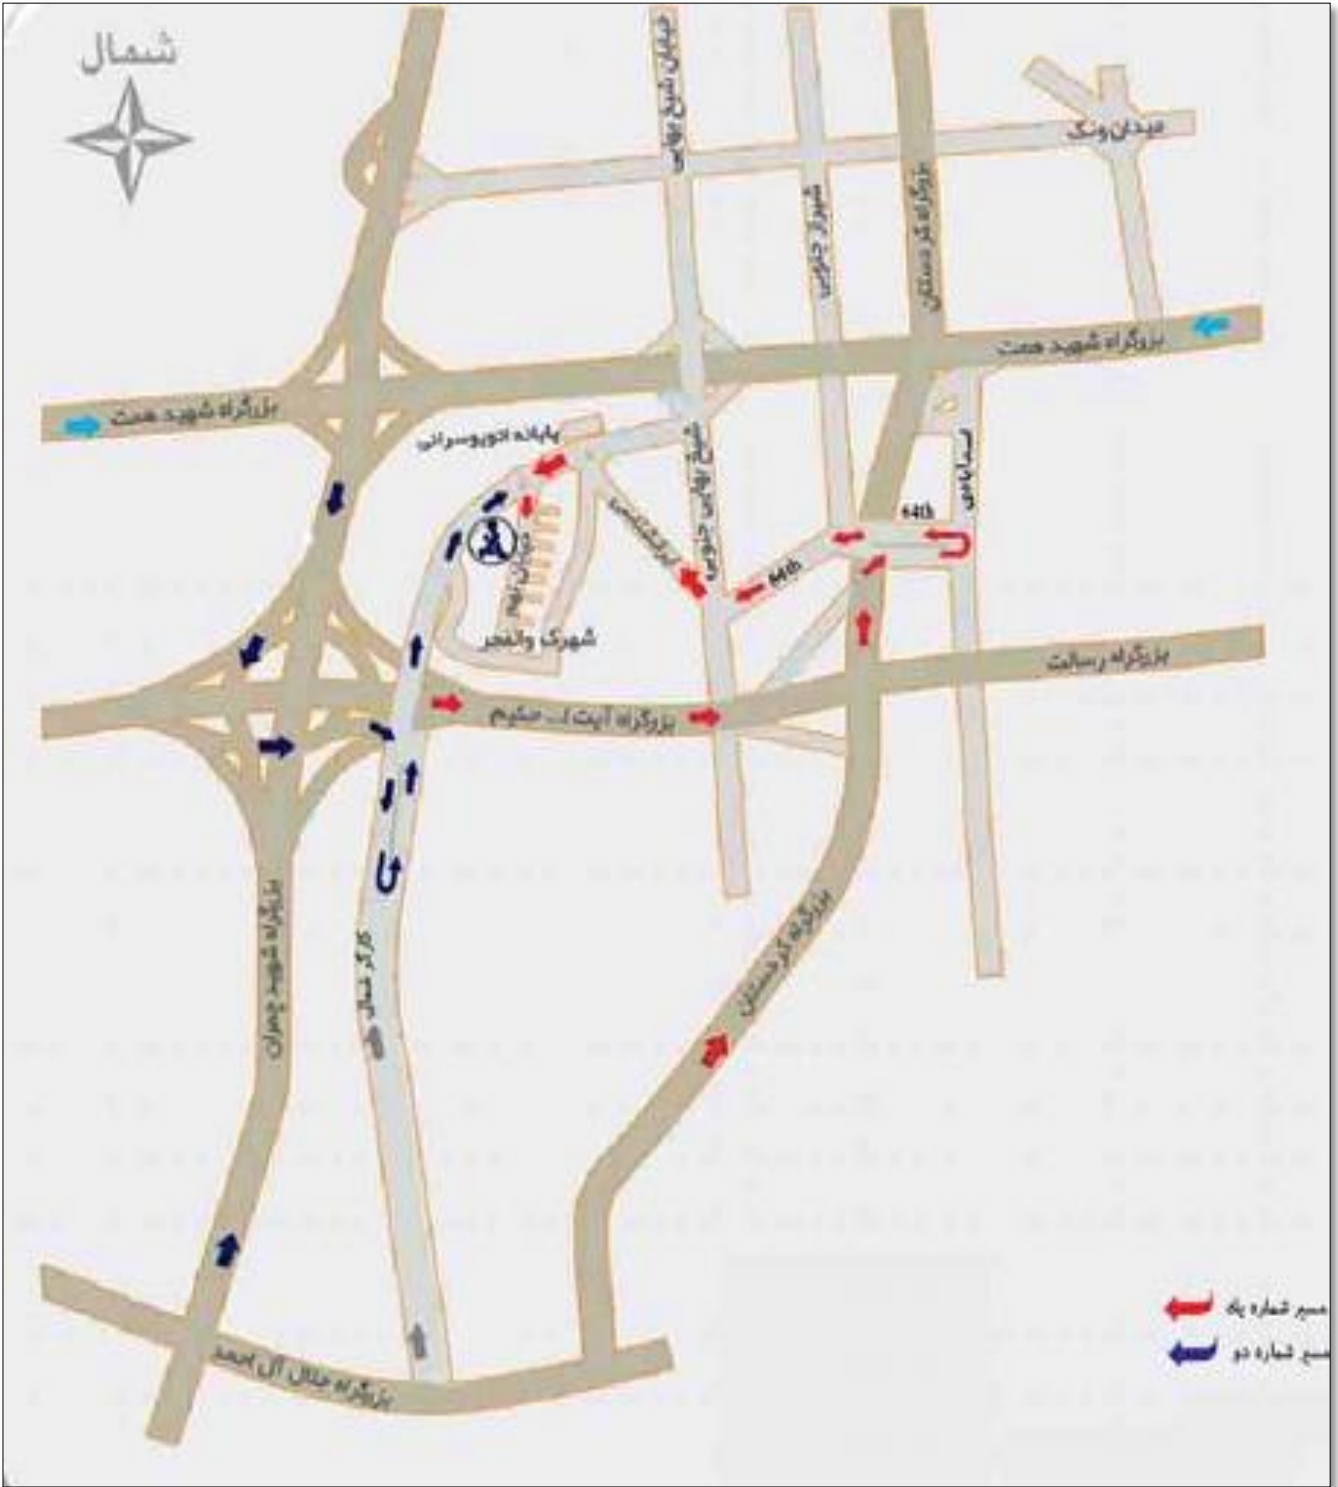 شمال
خیابان شیخ بهایی
میدان ونک
شیراز جنوبی
بزرگراه کردستان
بزرگراه شهید همت
بزرگراه شهید همت
پایانه اتوبوسرانی
شیخ بهایی جنوبی
اسدآبادی
64th
64th
شهرک والفجر
بزرگراه رسالت
بزرگراه آیت ا... حکیم
بزرگراه شهید چمران
کارگر شمالی
بزرگراه کردستان
مسیر شماره یک
مسیر شماره دو
بزرگراه جلال آل احمد